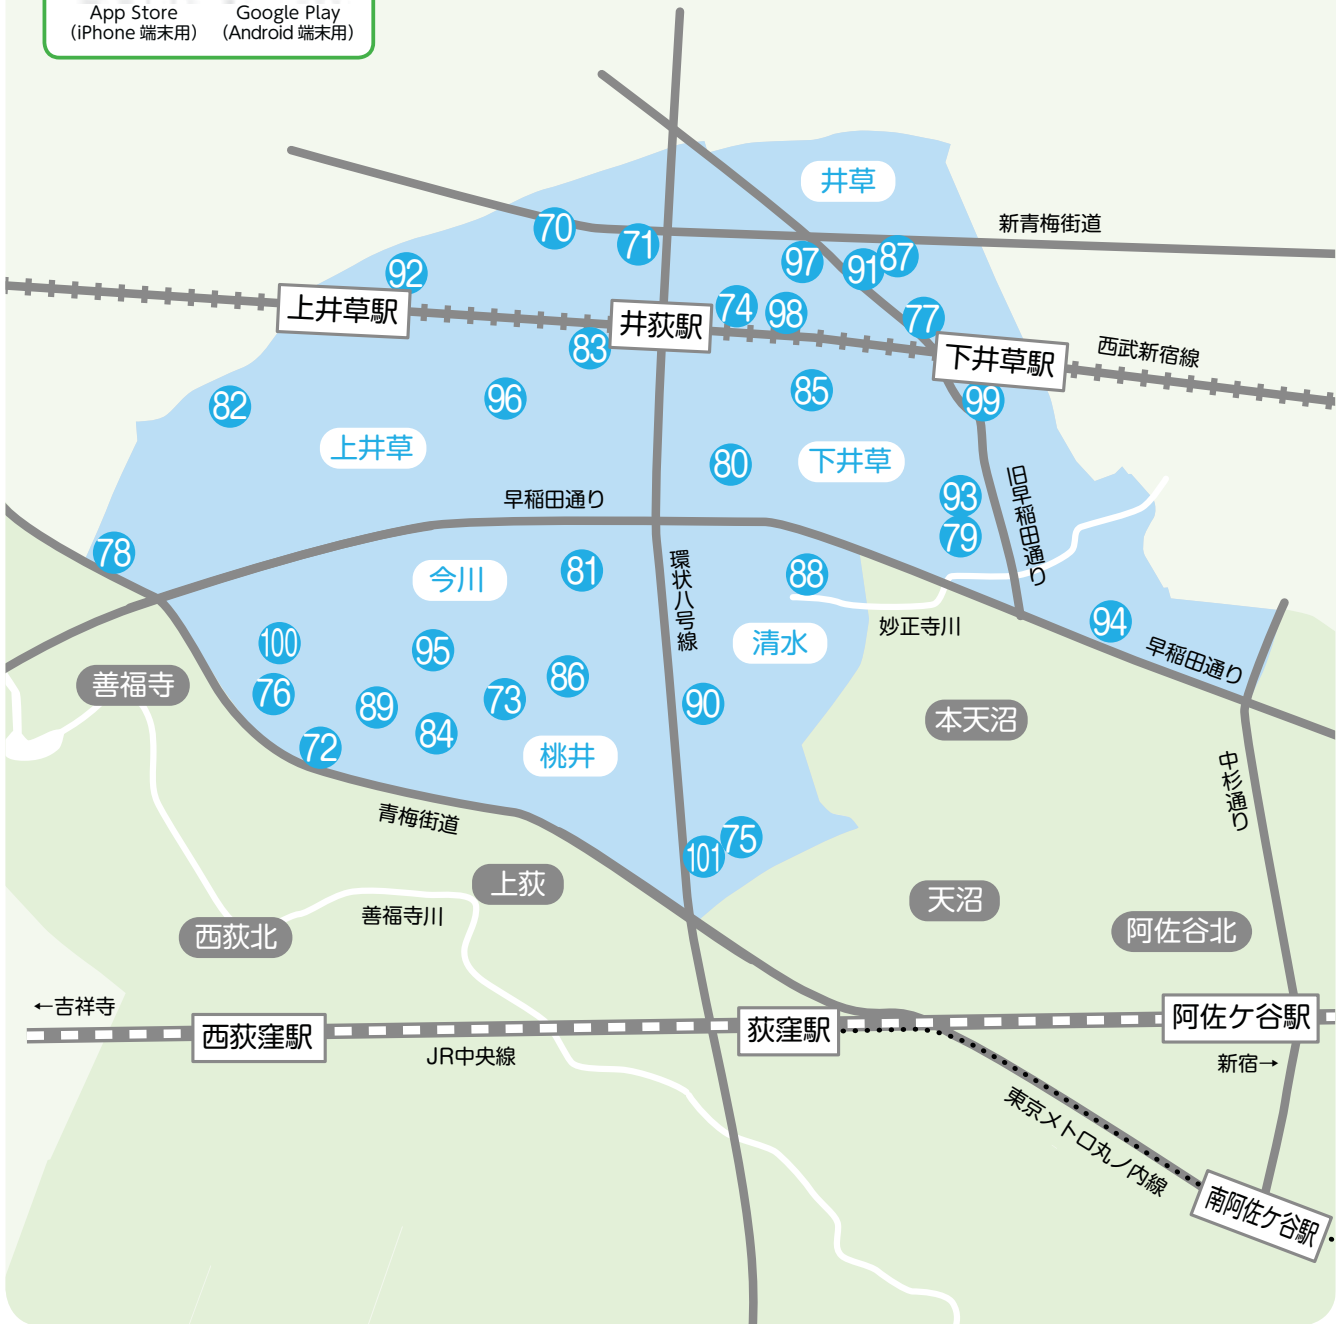 App Store
(iPhone 端末用)
Google Play
(Android 端末用)
井草
新青梅街道
70
71
97
91
87
92
上井草駅
74
98
77
井荻駅
83
下井草駅
西武新宿線
82
96
85
99
上井草
80
下井草
93
旧早稲田通り
早稲田通り
79
78
今川
81
環状八号線
88
妙正寺川
94
100
95
清水
早稲田通り
善福寺
76
89
73
86
90
本天沼
72
84
桃井
中杉通り
青梅街道
101
75
上荻
天沼
善福寺川
西荻北
阿佐谷北
←吉祥寺
西荻窪駅
荻窪駅
阿佐ケ谷駅
JR中央線
新宿→
東京メトロ丸ノ内線
南阿佐ケ谷駅